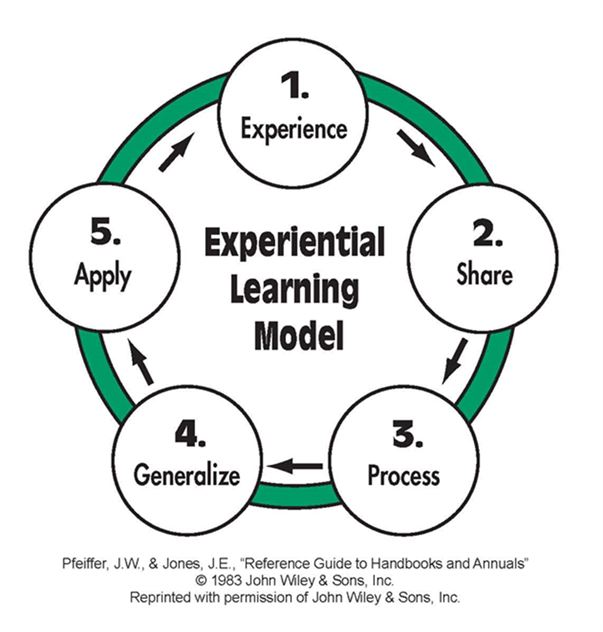 1.
Experience
2.
Share
3.
Process
4.
Generalize
5.
Apply
Experiential
Learning
Model
Pfeiffer, J.W., & Jones, J.E., “Reference Guide to Handbooks and Annuals”
© 1983 John Wiley & Sons, Inc.
Reprinted with permission of John Wiley & Sons, Inc.